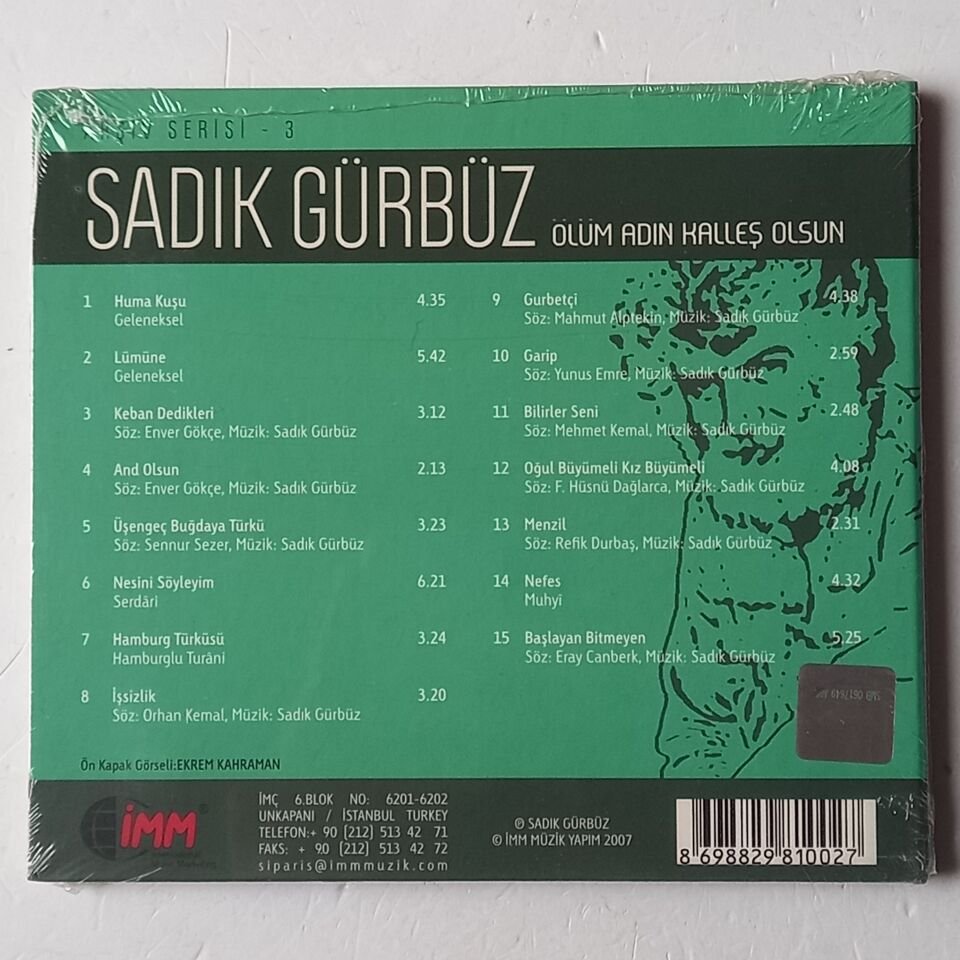 SERİSİ - 3
SADIK GÜRBÜZ ÖLÜM ADIN KALLEŞ OLSUN
1 Huma Kuşu 4.35
Geleneksel
2 Lümüne 5.42
Geleneksel
3 Keban Dedikleri 3.12
Söz: Enver Gökçe, Müzik: Sadık Gürbüz
4 And Olsun 2.13
Söz: Enver Gökçe, Müzik: Sadık Gürbüz
5 Üşengeç Buğdaya Türkü 3.23
Söz: Sennur Sezer, Müzik: Sadık Gürbüz
6 Nesini Söyleyim 6.21
Serdâri
7 Hamburg Türküsü 3.24
Hamburglu Turâni
8 İşsizlik 3.20
Söz: Orhan Kemal, Müzik: Sadık Gürbüz
9 Gurbetçi 4.38
Söz: Mahmut Alptekin, Müzik: Sadık Gürbüz
10 Garip 2.59
Söz: Yunus Emre, Müzik: Sadık Gürbüz
11 Bilirler Seni 2.48
Söz: Mehmet Kemal, Müzik: Sadık Gürbüz
12 Oğul Büyümeli Kız Büyümeli 4.08
Söz: F. Hüsnü Dağlarca, Müzik: Sadık Gürbüz
13 Menzil 2.31
Söz: Refik Durbaş, Müzik: Sadık Gürbüz
14 Nefes 4.32
Muhyî
15 Başlayan Bitmeyen 5.25
Söz: Eray Canberk, Müzik: Sadık Gürbüz
Ön Kapak Görseli:EKREM KAHRAMAN
İMM®
İMÇ 6.BLOK NO: 6201-6202
UNKAPANI / İSTANBUL TURKEY
TELEFON:+ 90 (212) 513 42 71
FAKS: + 90 (212) 513 42 72
siparis@immmuzik.com
℗ SADIK GÜRBÜZ
© İMM MÜZİK YAPIM 2007
8 698829 810027